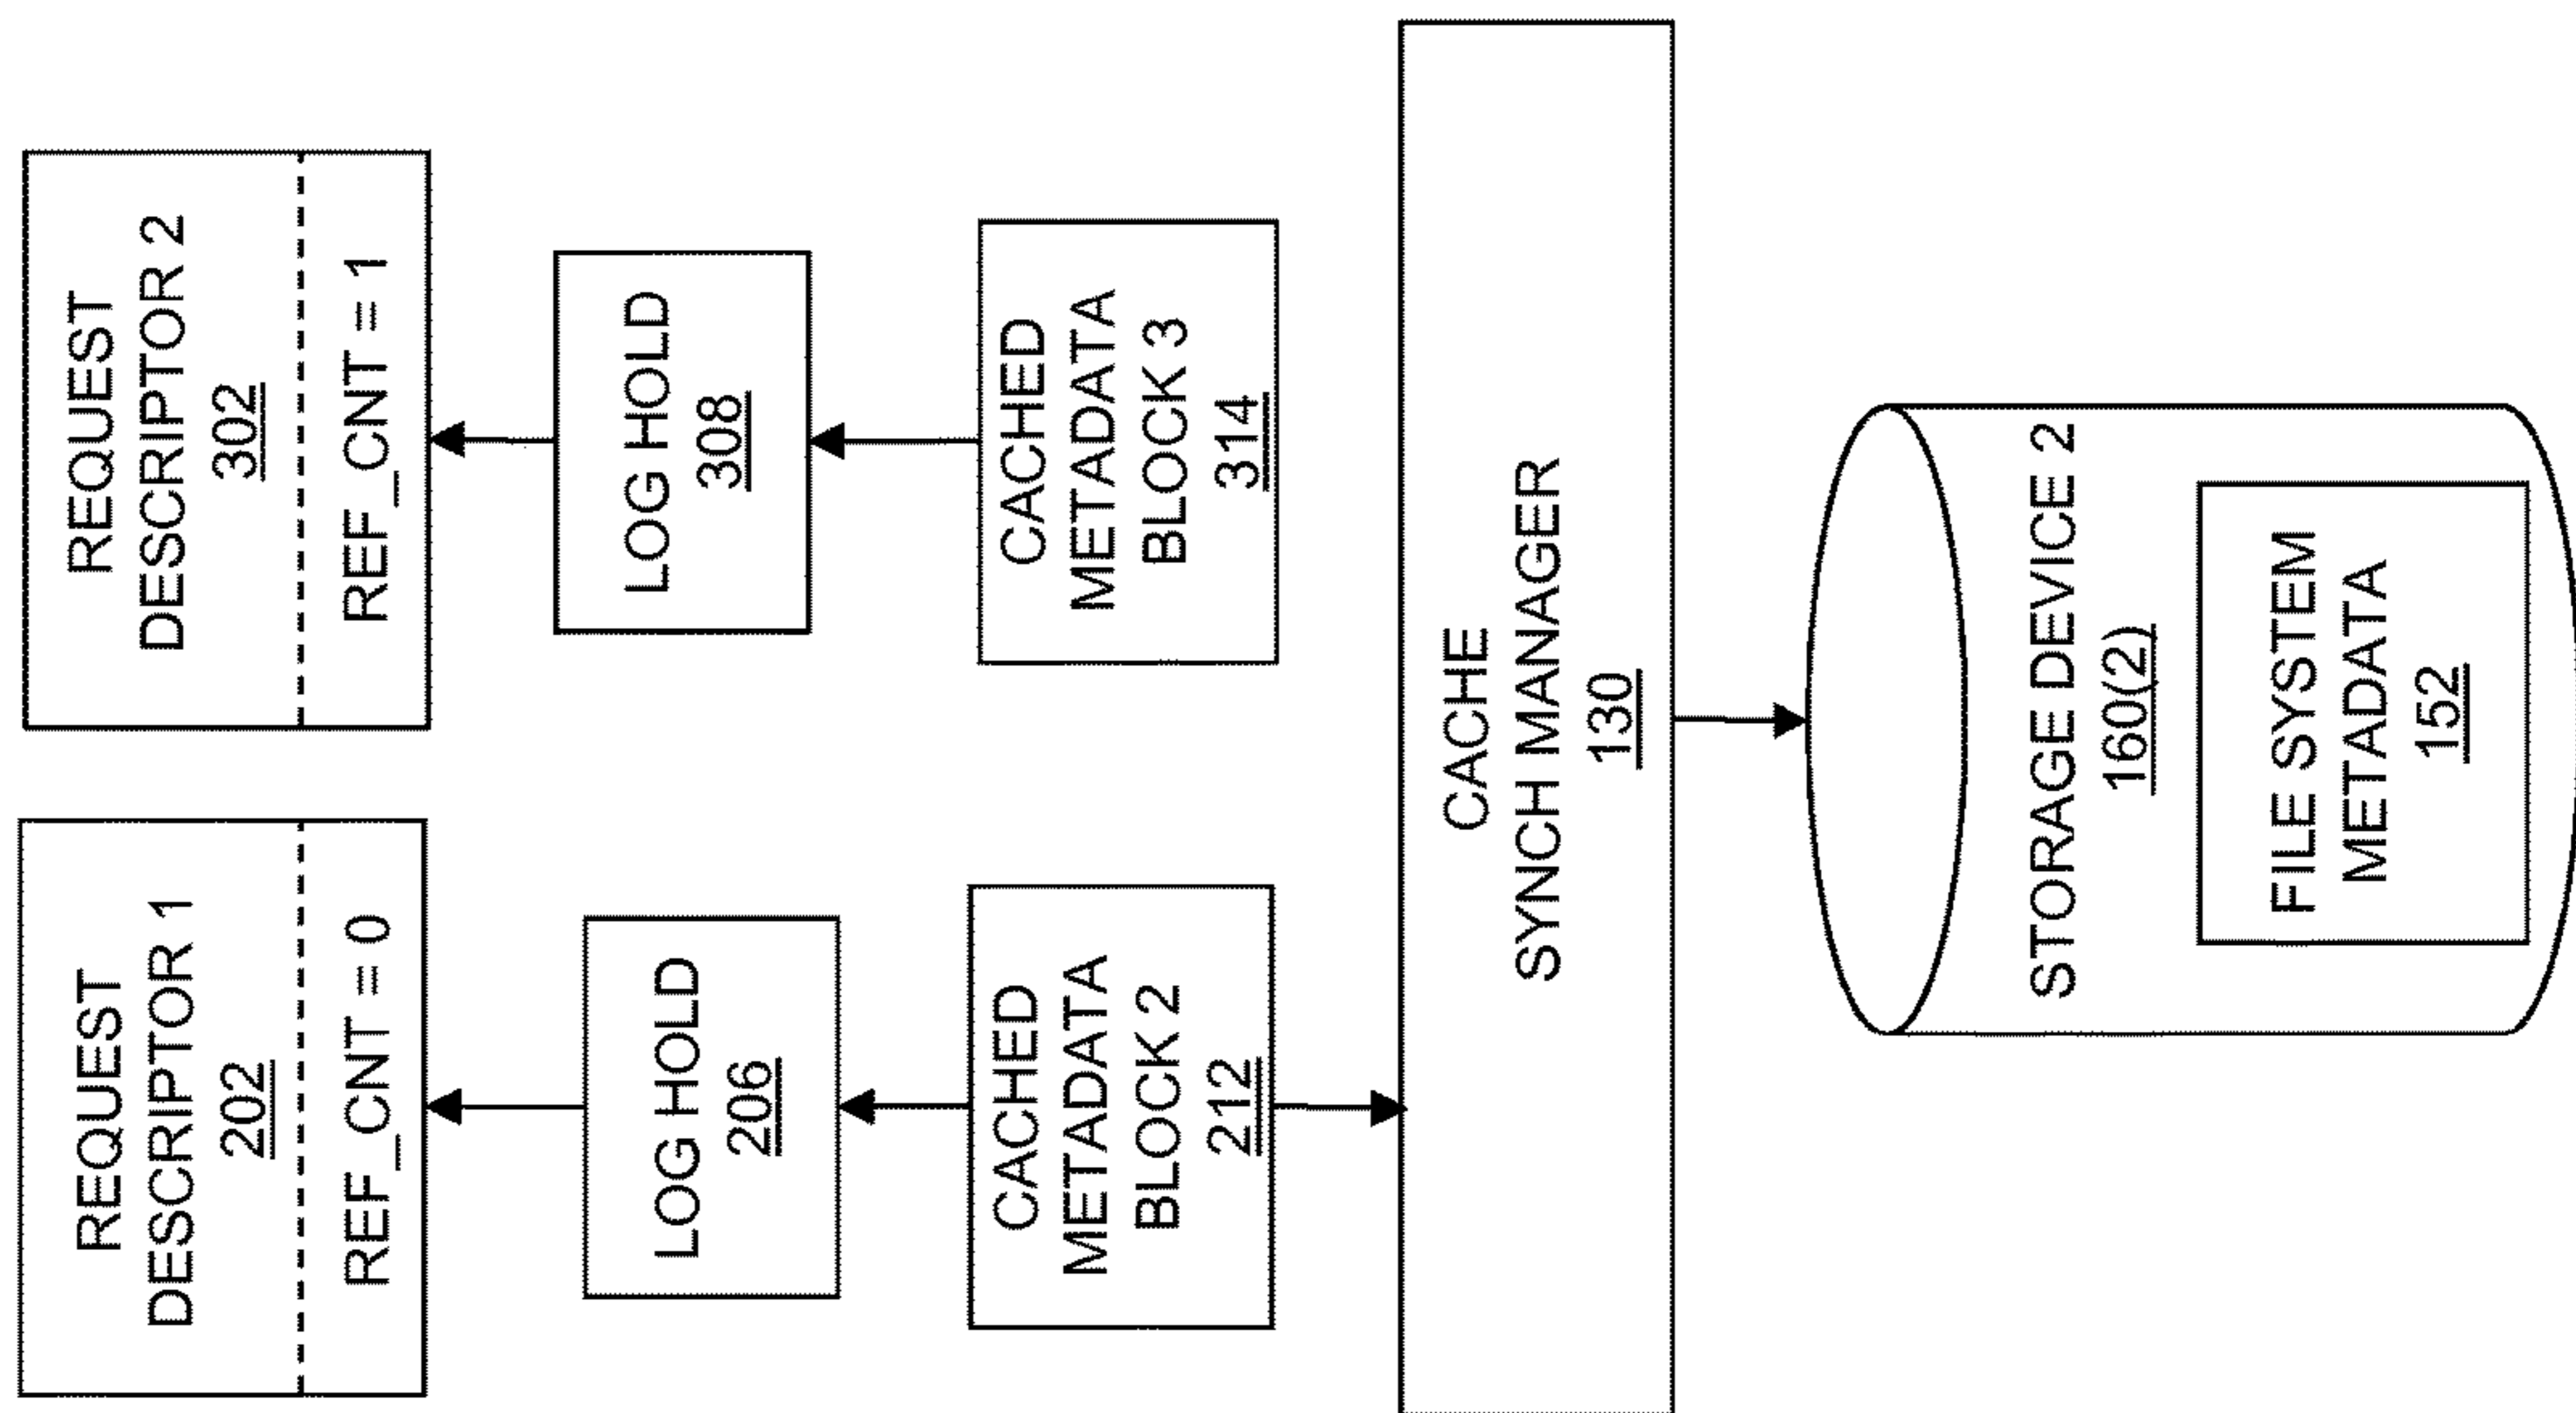 REQUEST
DESCRIPTOR 1
202
REF_CNT = 0
LOG HOLD
206
CACHED
METADATA
BLOCK 2
212
REQUEST
DESCRIPTOR 2
302
REF_CNT = 1
LOG HOLD
308
CACHED
METADATA
BLOCK 3
314
CACHE
SYNCH MANAGER
130
STORAGE DEVICE 2
160(2)
FILE SYSTEM
METADATA
152